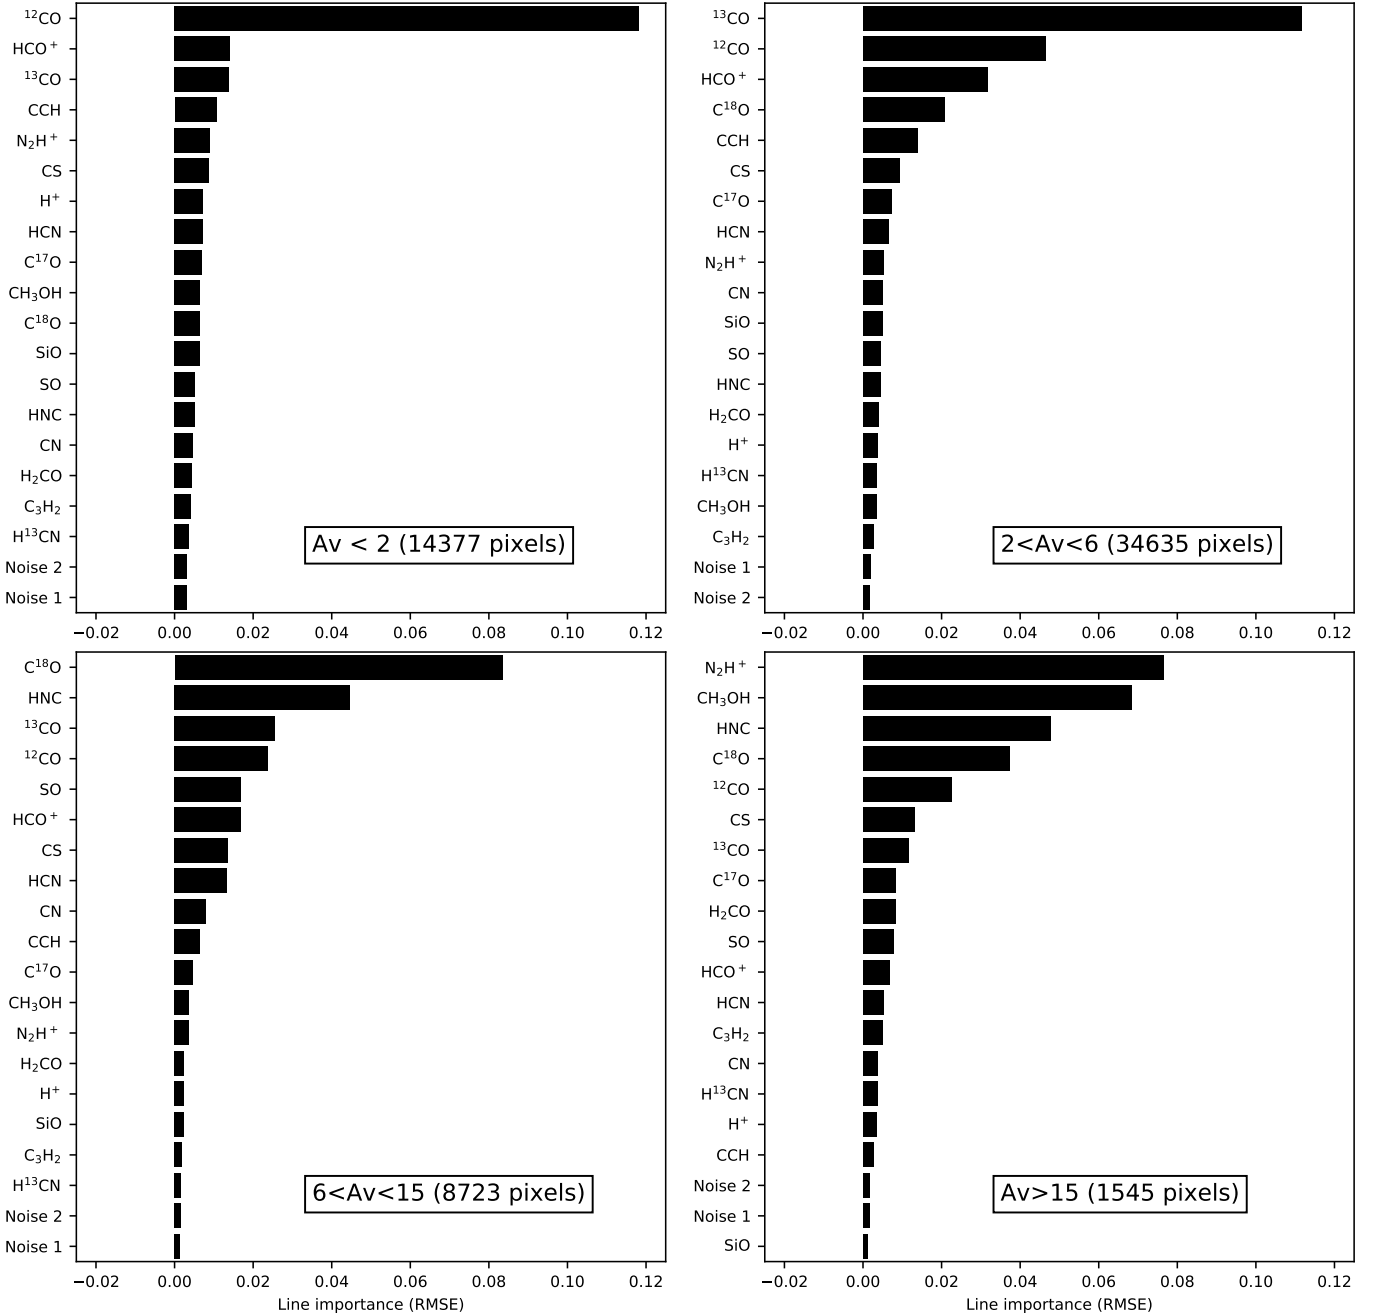 ¹²CO
HCO⁺
¹³CO
CCH
N₂H⁺
CS
H⁺
HCN
C¹⁷O
CH₃OH
C¹⁸O
SiO
SO
HNC
CN
H₂CO
C₃H₂
H¹³CN
Noise 2
Noise 1
Av < 2 (14377 pixels)
−0.02 0.00 0.02 0.04 0.06 0.08 0.10 0.12
¹³CO
¹²CO
HCO⁺
C¹⁸O
CCH
CS
C¹⁷O
HCN
N₂H⁺
CN
SiO
SO
HNC
H₂CO
H⁺
H¹³CN
CH₃OH
C₃H₂
Noise 1
Noise 2
2<Av<6 (34635 pixels)
−0.02 0.00 0.02 0.04 0.06 0.08 0.10 0.12
C¹⁸O
HNC
¹³CO
¹²CO
SO
HCO⁺
CS
HCN
CN
CCH
C¹⁷O
CH₃OH
N₂H⁺
H₂CO
H⁺
SiO
C₃H₂
H¹³CN
Noise 2
Noise 1
6<Av<15 (8723 pixels)
−0.02 0.00 0.02 0.04 0.06 0.08 0.10 0.12
Line importance (RMSE)
N₂H⁺
CH₃OH
HNC
C¹⁸O
¹²CO
CS
¹³CO
C¹⁷O
H₂CO
SO
HCO⁺
HCN
C₃H₂
CN
H¹³CN
H⁺
CCH
Noise 2
Noise 1
SiO
Av>15 (1545 pixels)
−0.02 0.00 0.02 0.04 0.06 0.08 0.10 0.12
Line importance (RMSE)